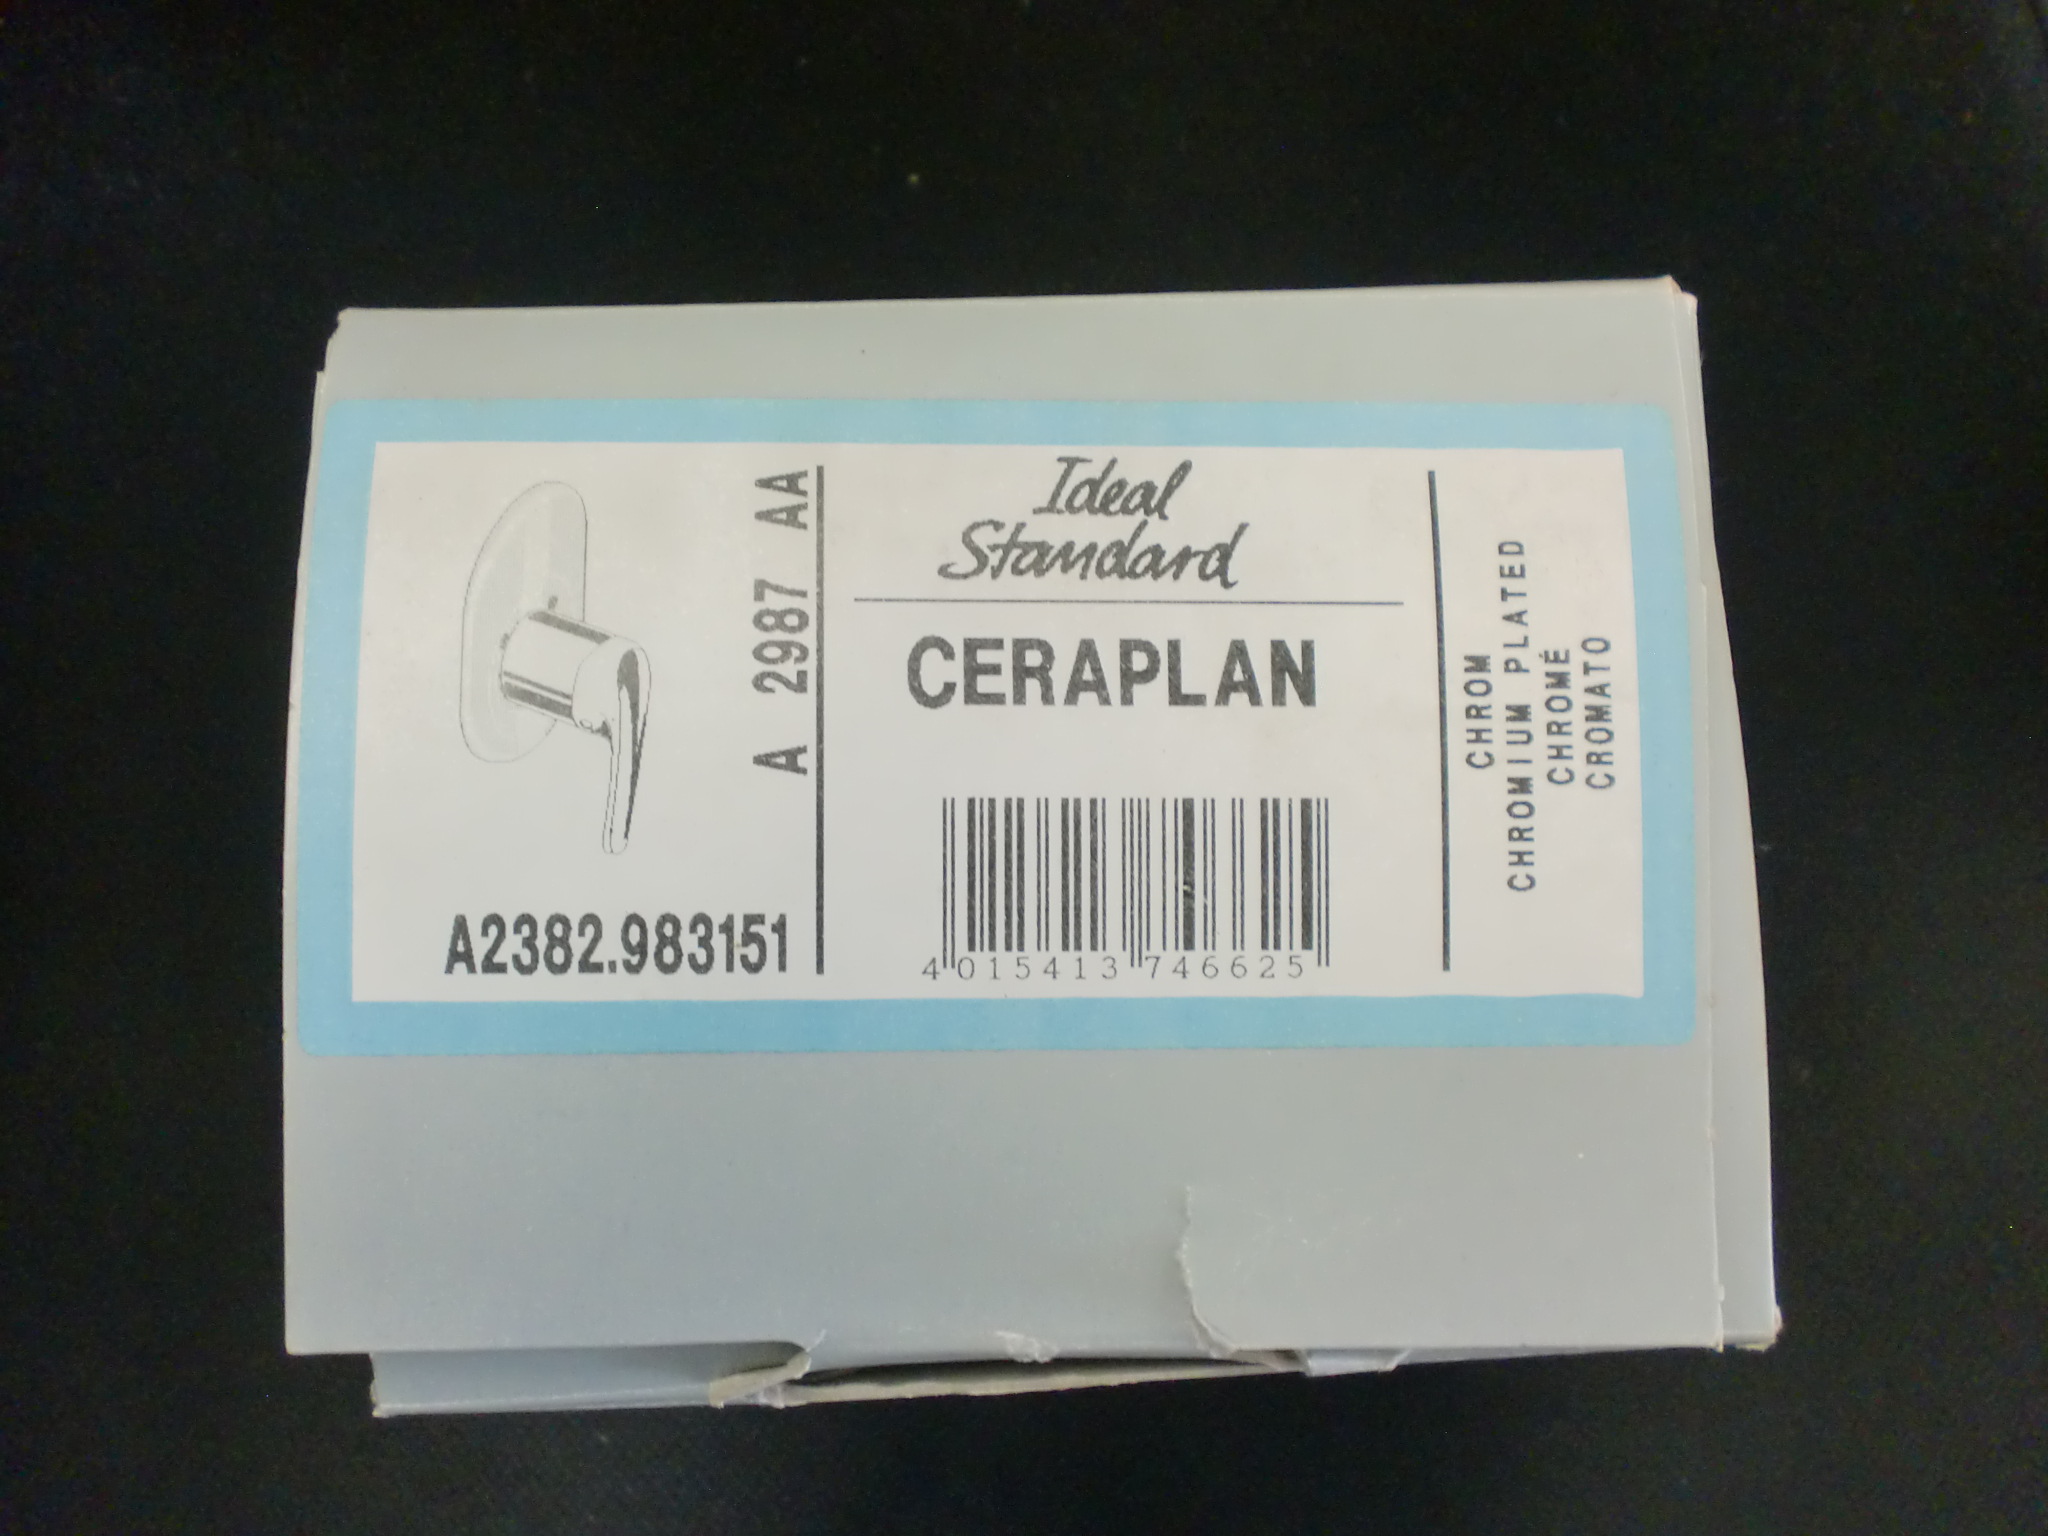 Ideal
Standard
CERAPLAN
A 2987 AA
A2382.983151
4 015413 746625
CHROM
CHROMIUM PLATED
CHROMÉ
CROMATO